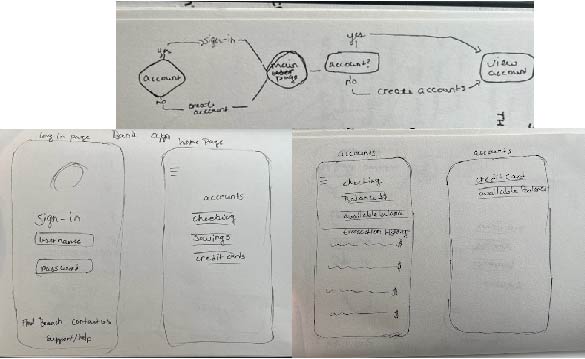 yes
sign-in
account
no
create
account
main
page
yes
account?
no
create accounts
view
account
log in page
app
home page
sign-in
username
password
Find Branch contact us
support/help
accounts
checking
savings
credit cards
accounts
checking
Balance $
available balance
transaction history
$
$
$
$
accounts
credit card
available balance
TH